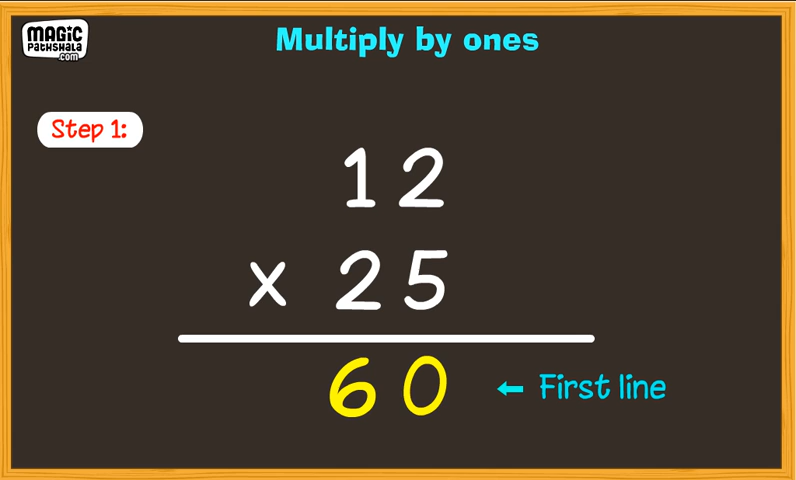 MAGIC
PATHSHALA
.com
Multiply by ones
Step 1:
12
x 25
60 ← First line